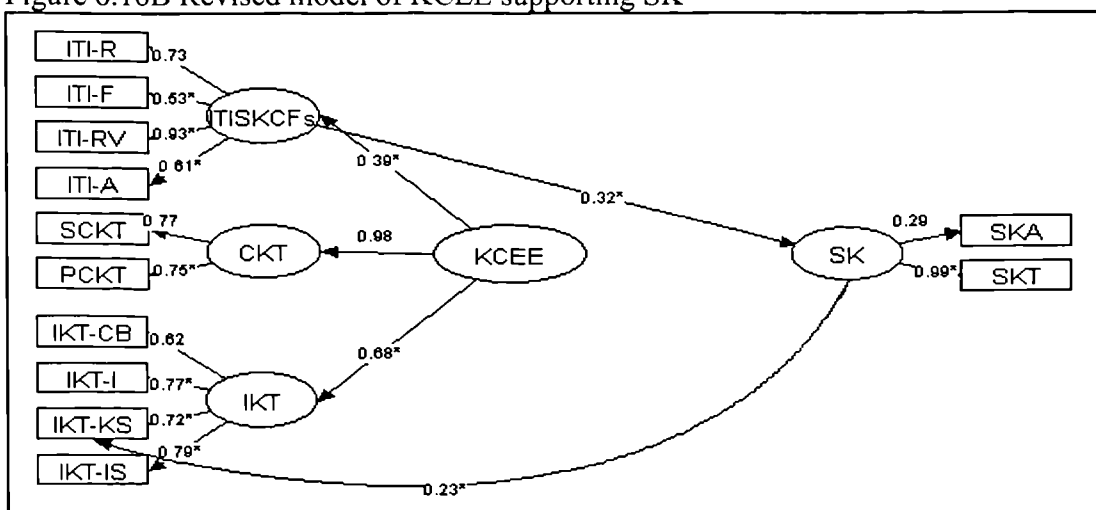 Figure 6.16B Revised model of KCEE supporting SK
ITI-R
0.73
ITI-F
0.53*
TISKCFs
ITI-RV
0.93*
0.61*
ITI-A
0.39*
0.32*
SCKT
0.77
CKT
0.98
KCEE
PCKT
0.75*
SK
0.29
SKA
0.99*
SKT
IKT-CB
0.62
0.68*
IKT-I
0.77*
IKT
IKT-KS
0.72*
0.79*
IKT-IS
0.23*